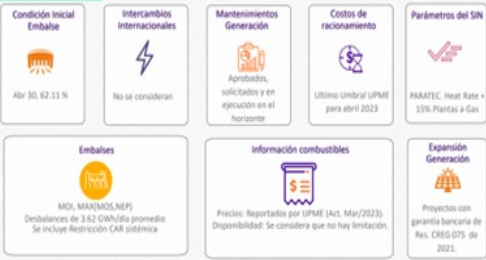 Condición Inicial
Embalse
Abr 30, 62.11 %
Intercambios
Internacionales
No se consideran
Mantenimientos
Generación
Aprobados,
solicitados y en
ejecución en el
horizonte
Costos de
racionamiento
Ultimo Umbral UPME
para abril 2023
Parámetros del SIN
PARATEC. Heat Rate +
15% Plantas a Gas
Embalses
MOI, MAX(MOS,NEP)
Desbalances de 3.62 GWh/día promedio
Se incluye Restricción CAR sistémica
Información combustibles
Precios: Reportados por UPME (Act. Mar/2023).
Disponibilidad: Se considera que no hay limitación.
Expansión
Generación
Proyectos con
garantía bancaria de
Res. CREG 075 de
2021.